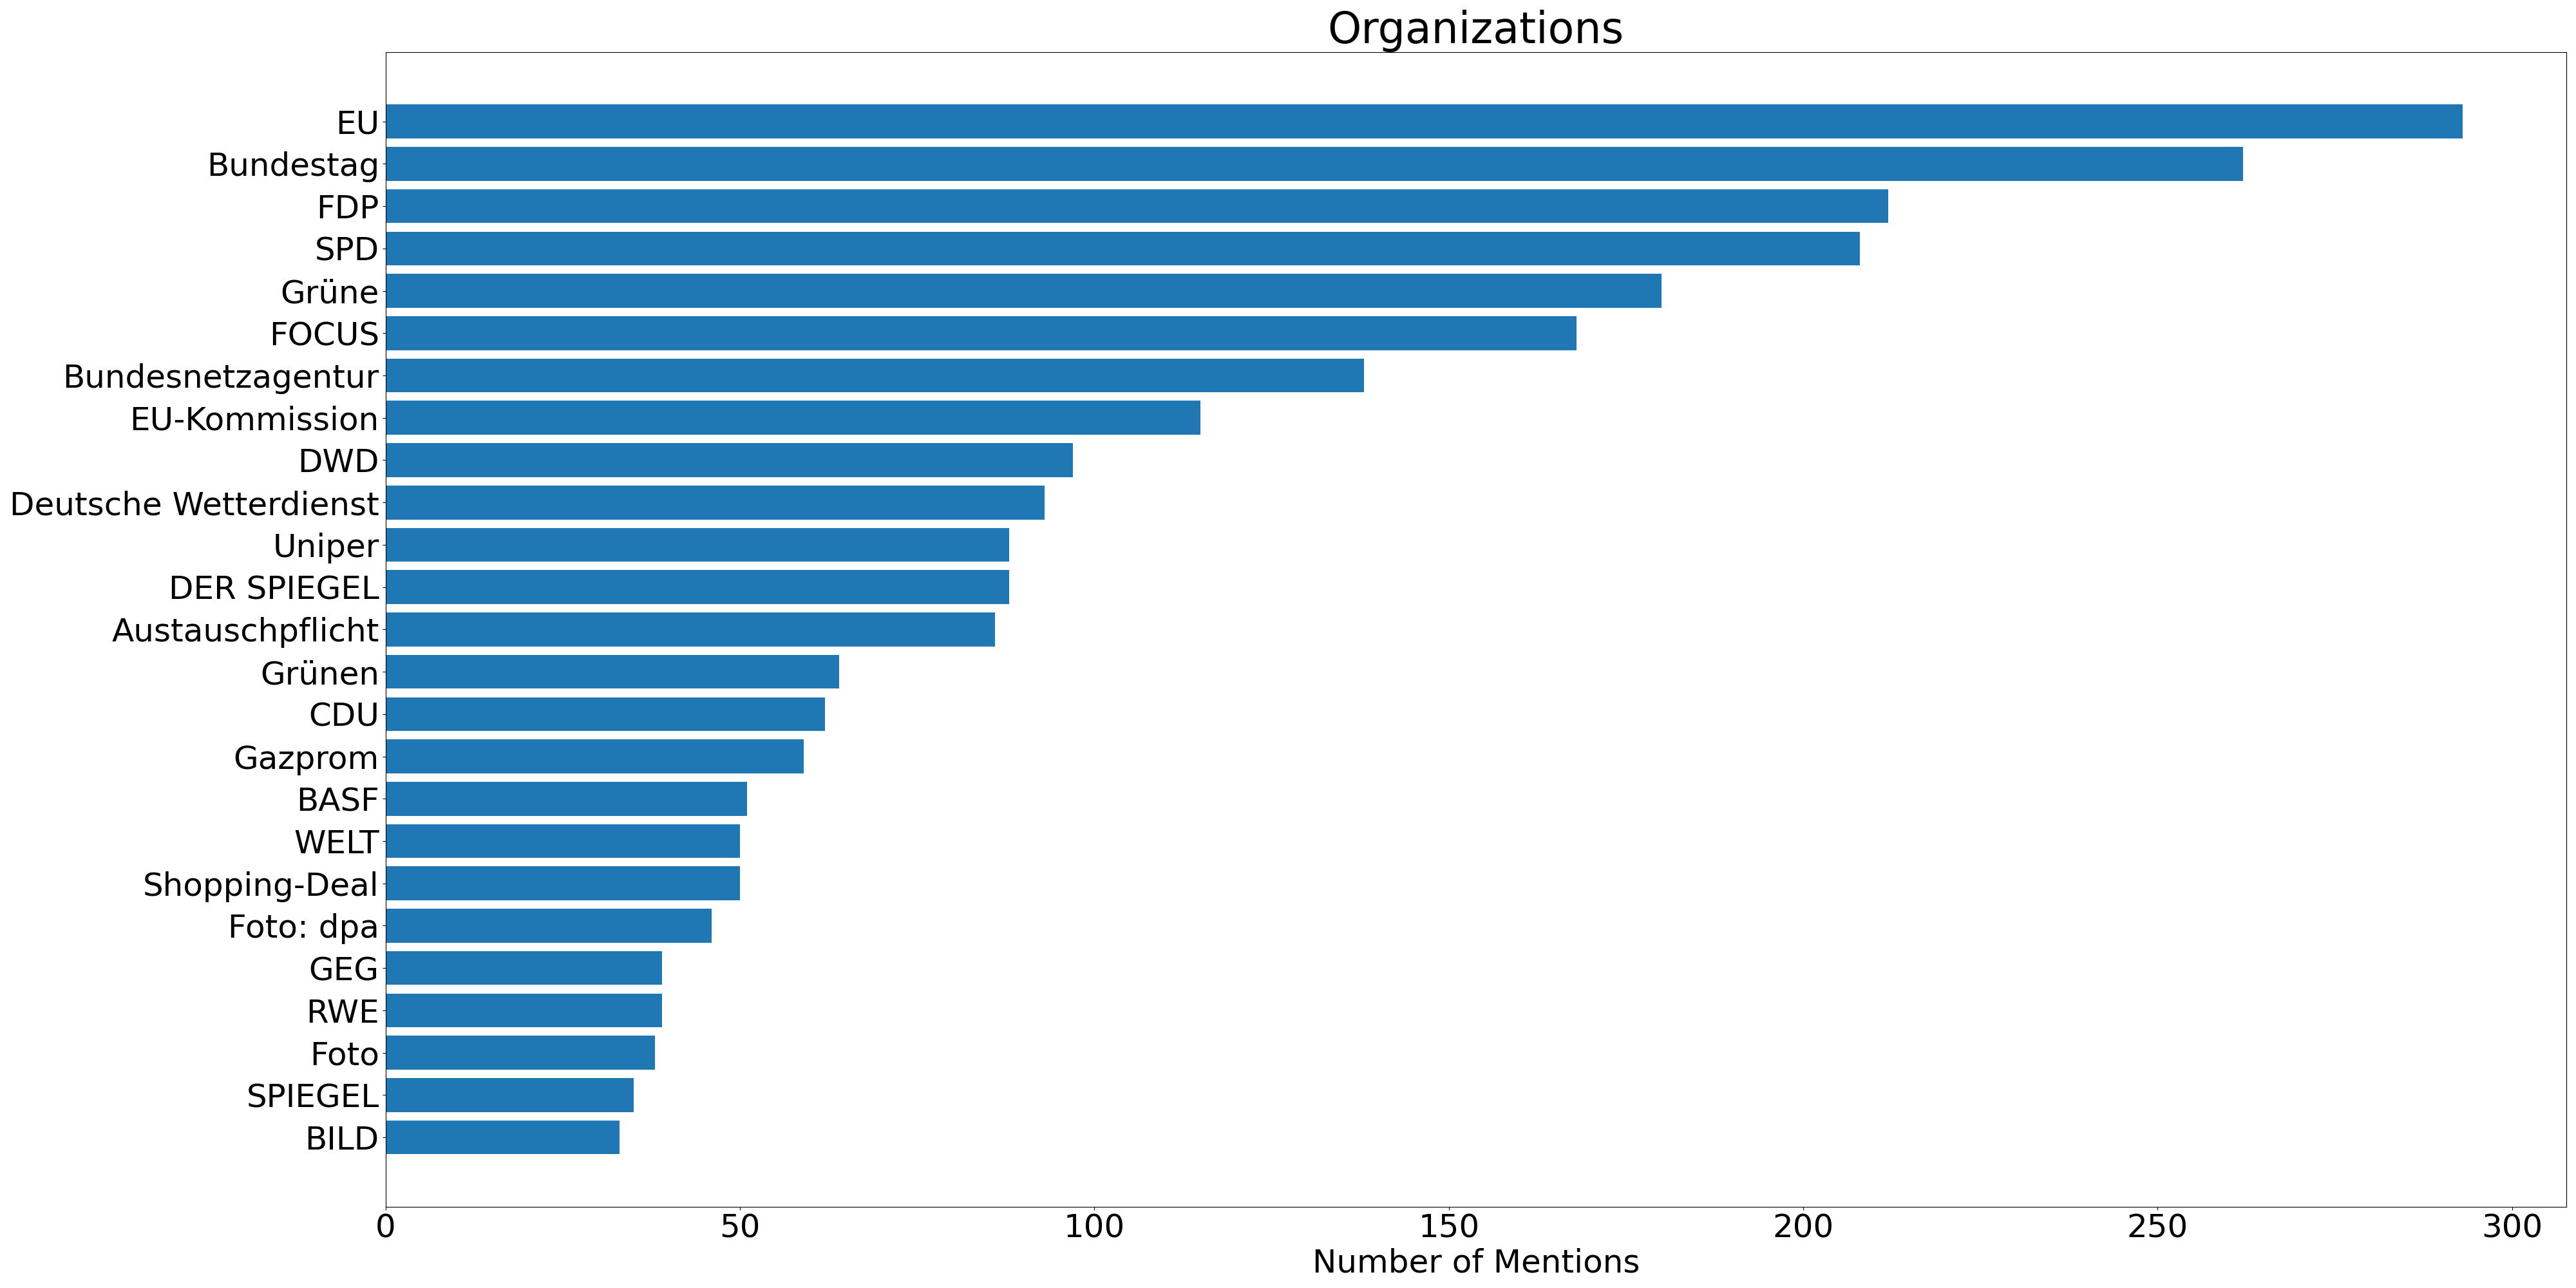 Organizations
EU
Bundestag
FDP
SPD
Grüne
FOCUS
Bundesnetzagentur
EU-Kommission
DWD
Deutsche Wetterdienst
Uniper
DER SPIEGEL
Austauschpflicht
Grünen
CDU
Gazprom
BASF
WELT
Shopping-Deal
Foto: dpa
GEG
RWE
Foto
SPIEGEL
BILD
0 50 100 150 200 250 300
Number of Mentions